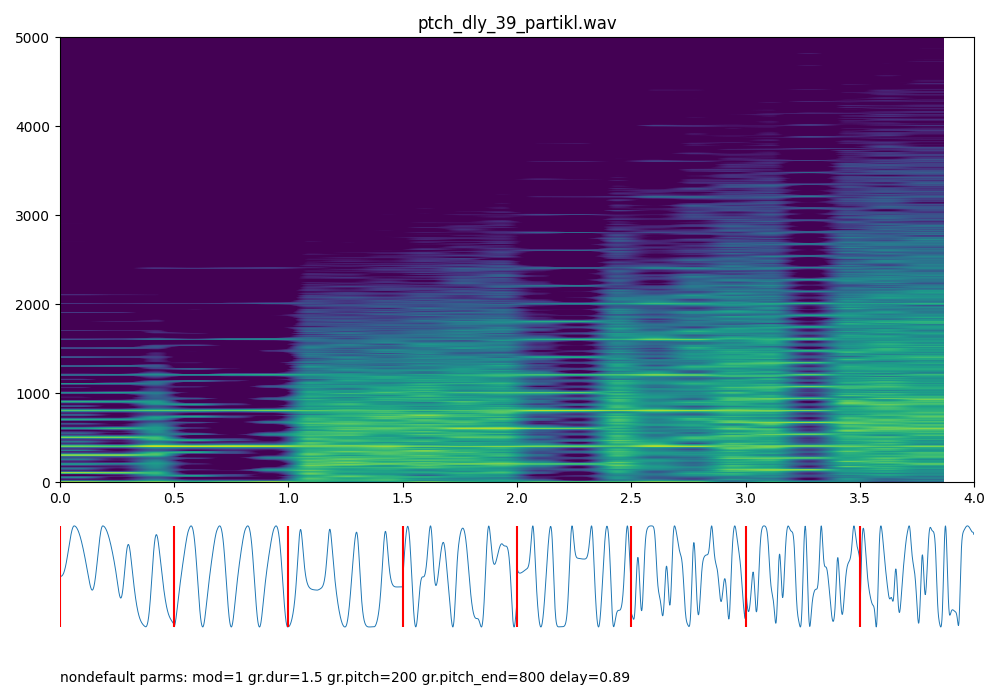 ptch_dly_39_partikl.wav
5000
4000
3000
2000
1000
0
0.0 0.5 1.0 1.5 2.0 2.5 3.0 3.5 4.0
nondefault parms: mod=1 gr.dur=1.5 gr.pitch=200 gr.pitch_end=800 delay=0.89